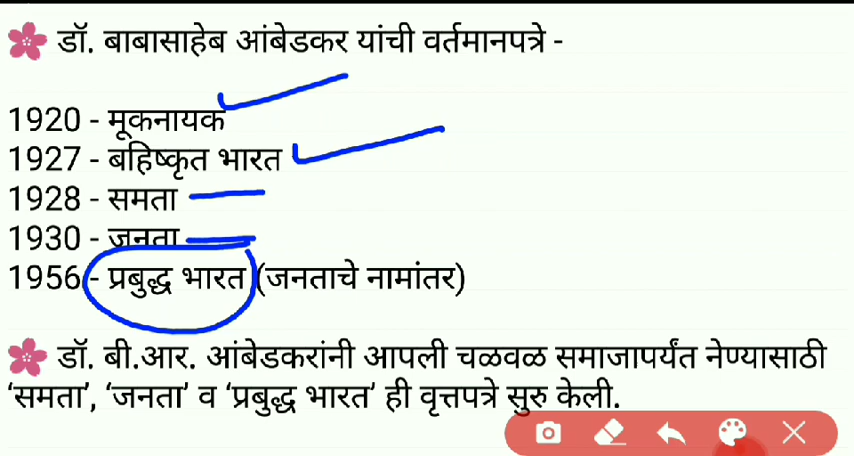 डॉ. बाबासाहेब आंबेडकर यांची वर्तमानपत्रे -
1920 - मूकनायक
1927 - बहिष्कृत भारत
1928 - समता
1930 - जनता
1956 - प्रबुद्ध भारत (जनताचे नामांतर)
डॉ. बी.आर. आंबेडकरांनी आपली चळवळ समाजापर्यंत नेण्यासाठी
'समता', 'जनता' व 'प्रबुद्ध भारत' ही वृत्तपत्रे सुरु केली.